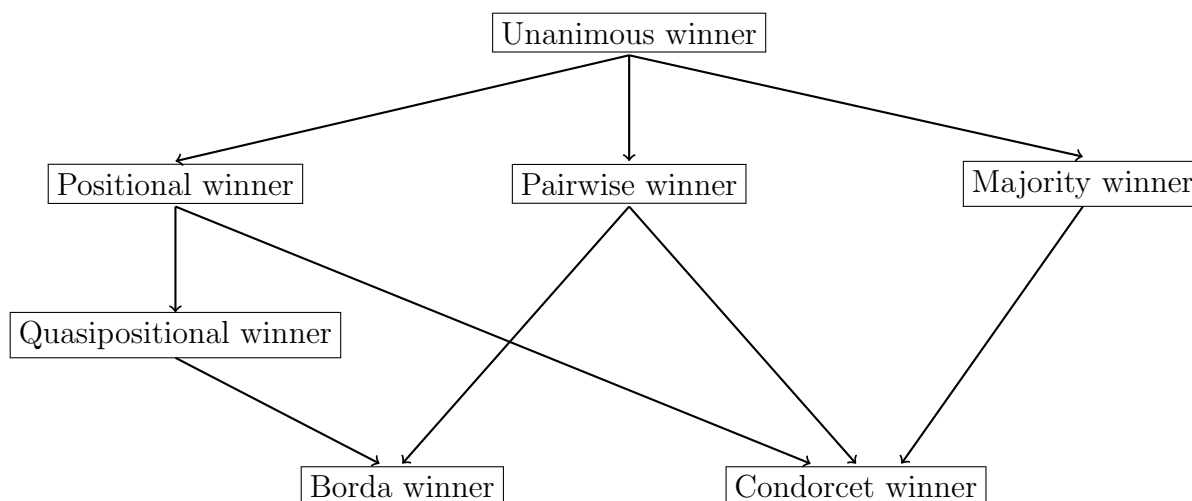 Unanimous winner
Positional winner
Pairwise winner
Majority winner
Quasipositional winner
Borda winner
Condorcet winner